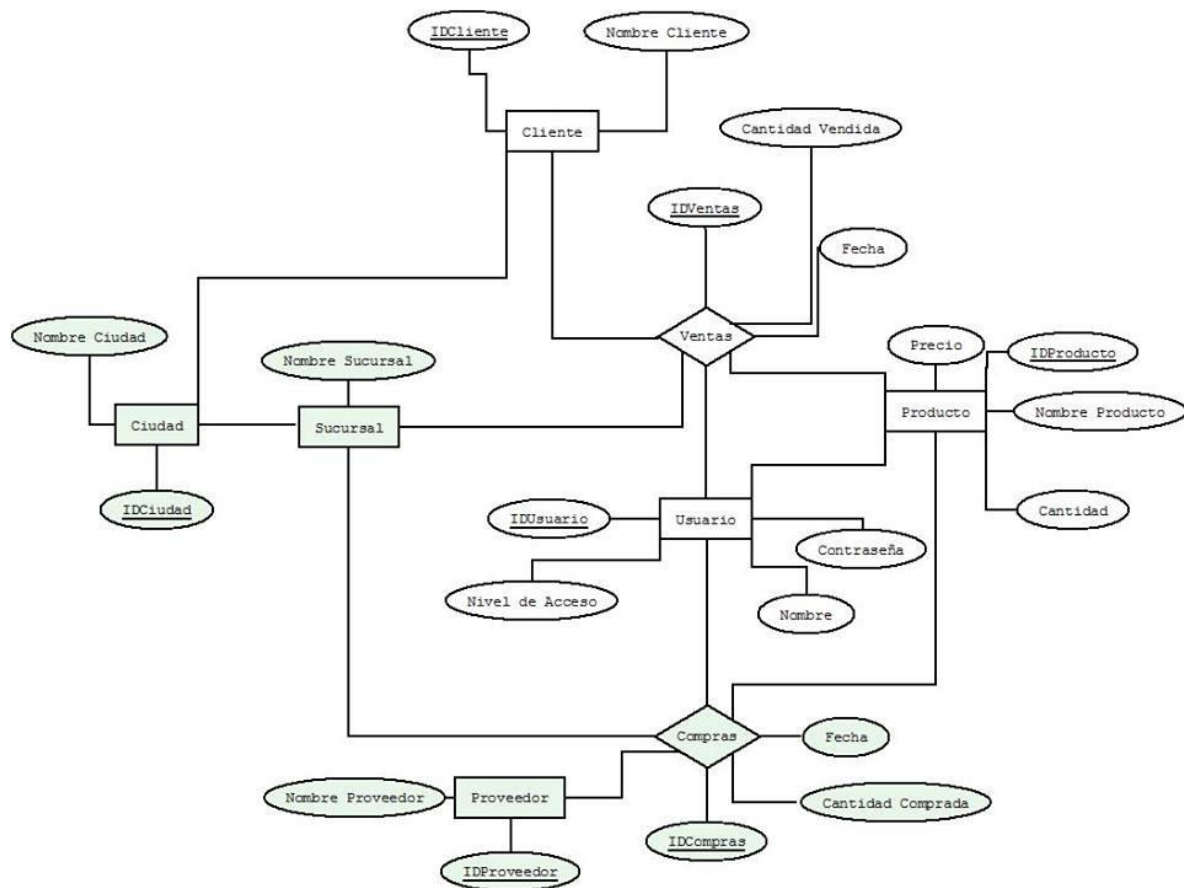 IDCliente
Nombre Cliente
Cliente
Cantidad Vendida
IDVentas
Fecha
Nombre Ciudad
Nombre Sucursal
Ventas
Precio
IDProducto
Ciudad
Sucursal
Producto
Nombre Producto
IDCiudad
IDUsuario
Usuario
Cantidad
Contraseña
Nivel de Acceso
Nombre
Compras
Fecha
Nombre Proveedor
Proveedor
Cantidad Comprada
IDCompras
IDProveedor